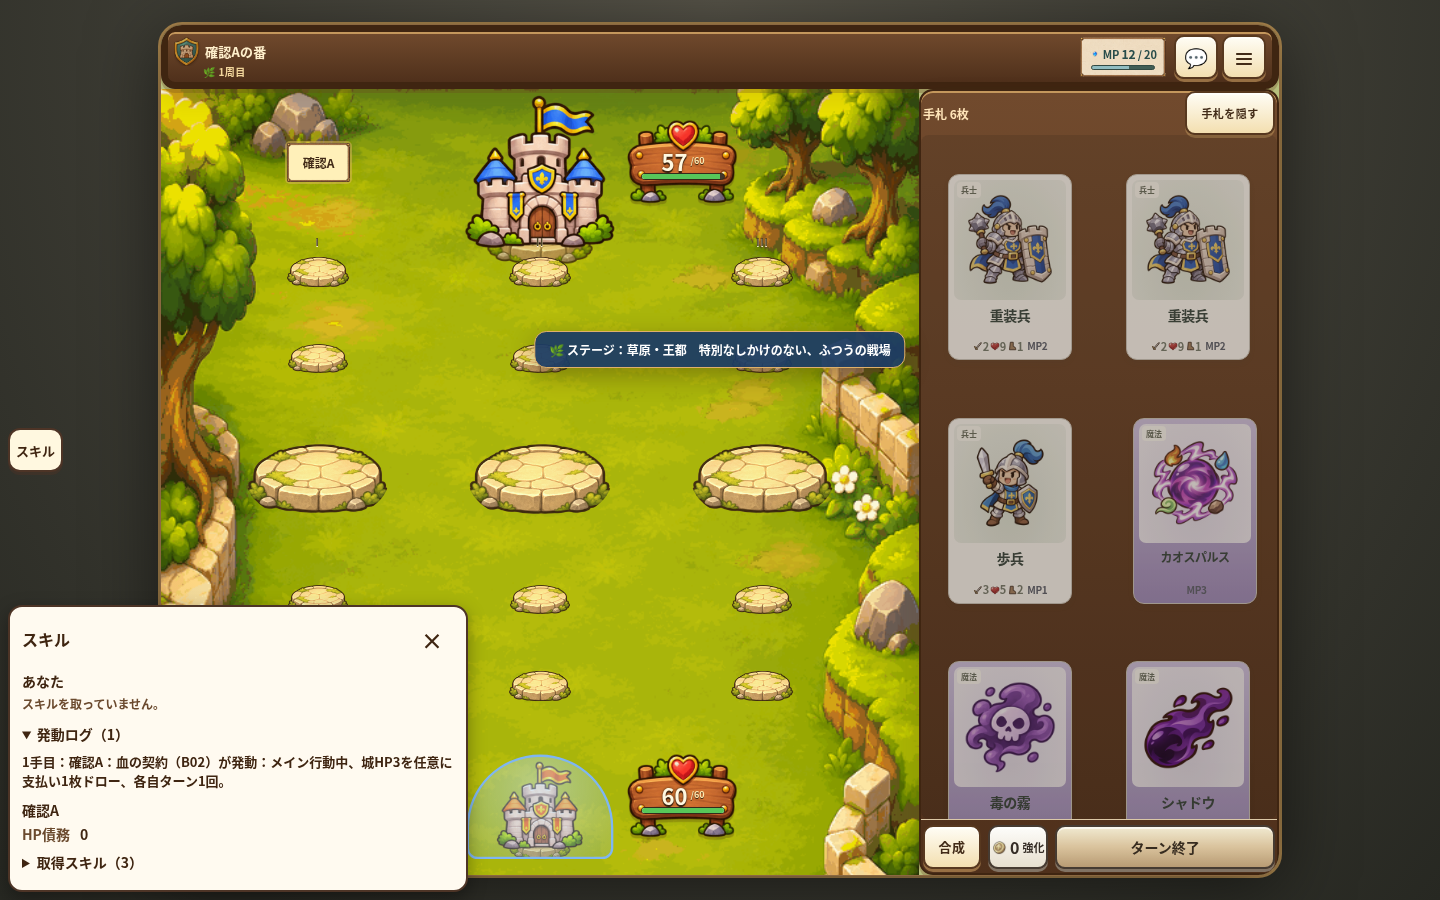 確認Aの番
🌿 1周目
MP 12 / 20
💬
手札 6枚
手札を隠す
確認A
57 /60
I
II
III
🌿 ステージ：草原・王都 特別なしかけのない、ふつうの戦場
兵士
重装兵
2 9 1 MP2
兵士
重装兵
2 9 1 MP2
兵士
歩兵
3 5 2 MP1
魔法
カオスパルス
MP3
魔法
毒の霧
魔法
シャドウ
スキル
スキル
あなた
スキルを取っていません。
▼ 発動ログ（1）
1手目：確認A：血の契約（B02）が発動：メイン行動中、城HP3を任意に
支払い1枚ドロー、各自ターン1回。
確認A
HP債務 0
▶ 取得スキル（3）
60 /60
合成
0 強化
ターン終了